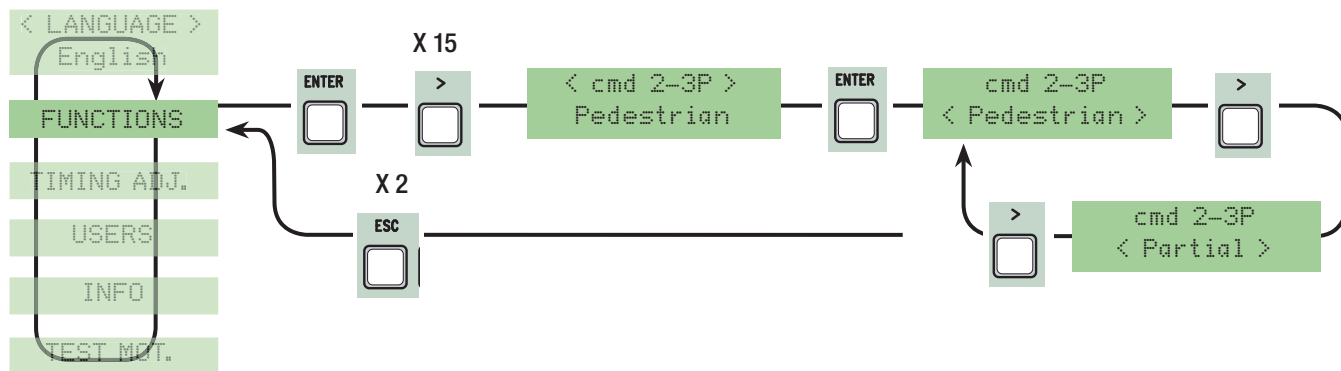 < LANGUAGE >
English
FUNCTIONS
TIMING ADJ.
USERS
INFO
TEST MOT.
ENTER
X 15
>
< cmd 2–3P >
Pedestrian
ENTER
cmd 2–3P
< Pedestrian >
>
X 2
ESC
>
cmd 2–3P
< Partial >